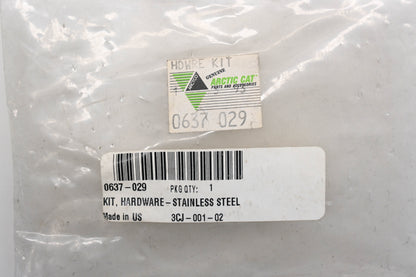 HDWRE KIT
GENUINE
ARCTIC CAT
PARTS AND ACCESSORIES
0637 029
0637-029 PKG QTY: 1
KIT, HARDWARE-STAINLESS STEEL
Made in US 3CJ-001-02